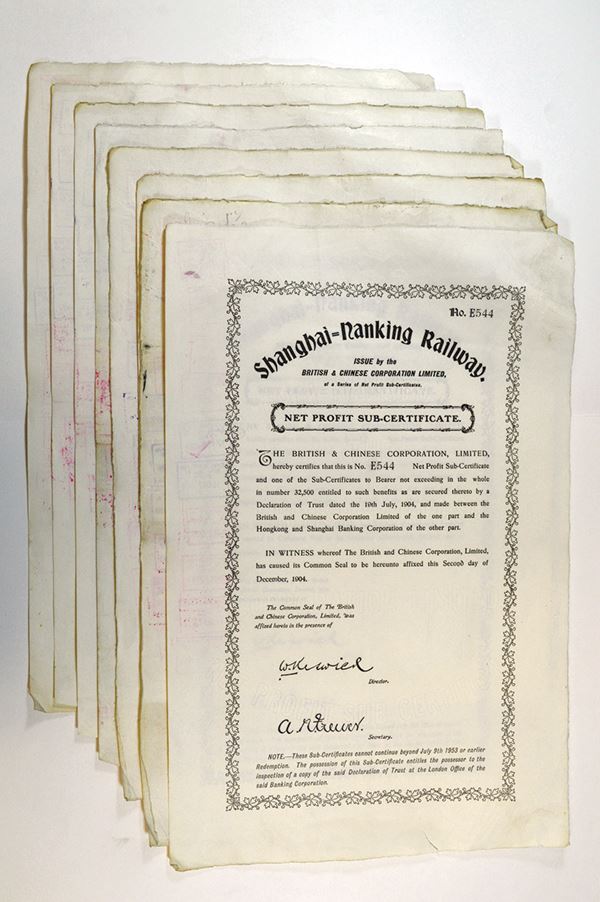 No. E544
Shanghai=Nanking Railway.
ISSUE by the
BRITISH & CHINESE CORPORATION LIMITED,
of a Series of Net Profit Sub-Certificates.
NET PROFIT SUB-CERTIFICATE.
THE BRITISH & CHINESE CORPORATION, LIMITED,
hereby certifies that this is No. E544 Net Profit Sub-Certificate
and one of the Sub-Certificates to Bearer not exceeding in the whole
in number 32,500 entitled to such benefits as are secured thereto by a
Declaration of Trust dated the 19th July, 1904, and made between the
British and Chinese Corporation Limited of the one part and the
Hongkong and Shanghai Banking Corporation of the other part.
IN WITNESS whereof The British and Chinese Corporation, Limited,
has caused its Common Seal to be hereunto affixed this Second day of
December, 1904.
The Common Seal of The British
and Chinese Corporation, Limited, was
affixed hereto in the presence of
Director.
Secretary.
NOTE.—These Sub-Certificates cannot continue beyond July 9th 1953 or earlier
Redemption. The possession of this Sub-Certificate entitles the possessor to the
inspection of a copy of the said Declaration of Trust at the London Office of the
said Banking Corporation.